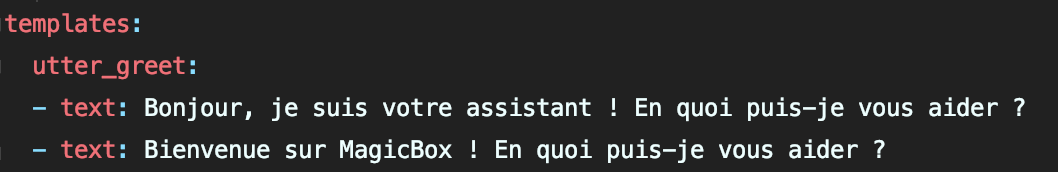 templates:
utter_greet:
- text: Bonjour, je suis votre assistant ! En quoi puis-je vous aider ?
- text: Bienvenue sur MagicBox ! En quoi puis-je vous aider ?